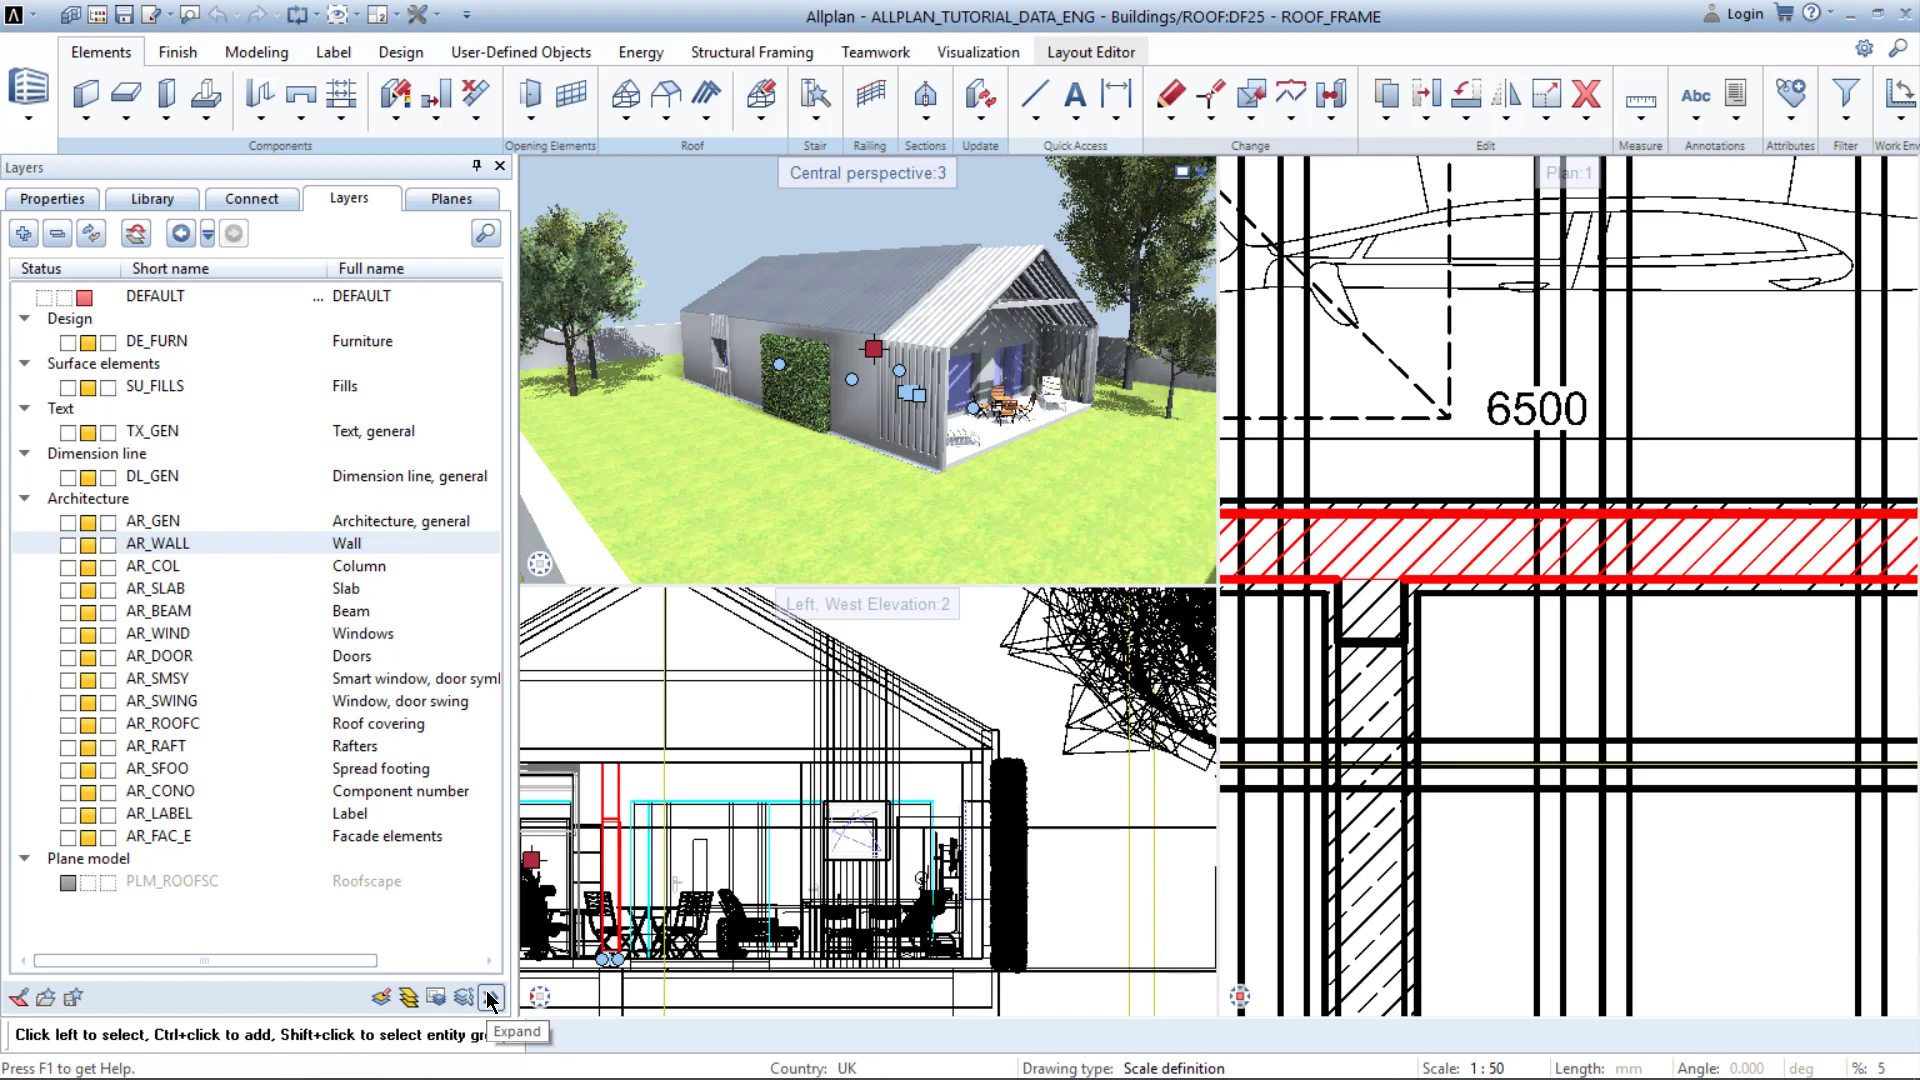 Allplan - ALLPLAN_TUTORIAL_DATA_ENG - Buildings/ROOF:DF25 - ROOF_FRAME
Login
Elements Finish Modeling Label Design User-Defined Objects Energy Structural Framing Teamwork Visualization Layout Editor
Abc
Components Opening Elements Roof Stair Railing Sections Update Quick Access Change Edit Measure Annotations Attributes Filter Work Env
Layers
Properties Library Connect Layers Planes
Status Short name Full name
DEFAULT ... DEFAULT
Design
DE_FURN Furniture
Surface elements
SU_FILLS Fills
Text
TX_GEN Text, general
Dimension line
DL_GEN Dimension line, general
Architecture
AR_GEN Architecture, general
AR_WALL Wall
AR_COL Column
AR_SLAB Slab
AR_BEAM Beam
AR_WIND Windows
AR_DOOR Doors
AR_SMSY Smart window, door syml
AR_SWING Window, door swing
AR_ROOFC Roof covering
AR_RAFT Rafters
AR_SFOO Spread footing
AR_CONO Component number
AR_LABEL Label
AR_FAC_E Facade elements
Plane model
PLM_ROOFSC Roofscape
Central perspective:3
Left, West Elevation:2
Plan:1
6500
Click left to select, Ctrl+click to add, Shift+click to select entity gr
Expand
Press F1 to get Help.
Country: UK
Drawing type: Scale definition
Scale: 1 : 50
Length: mm
Angle: 0.000 deg
%: 5